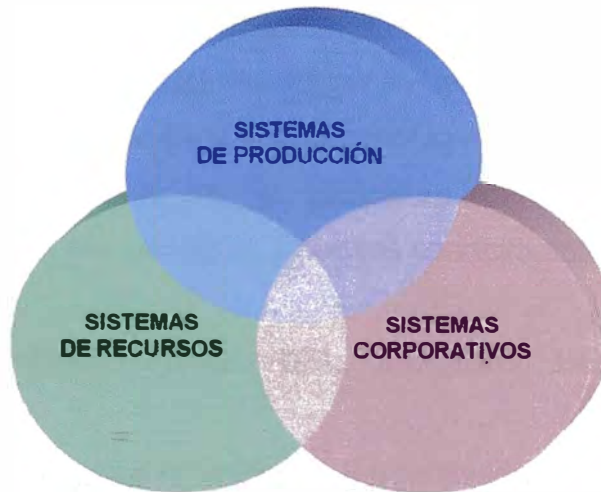 SISTEMAS
DE PRODUCCIÓN
SISTEMAS
DE RECURSOS
SISTEMAS
CORPORATIVOS